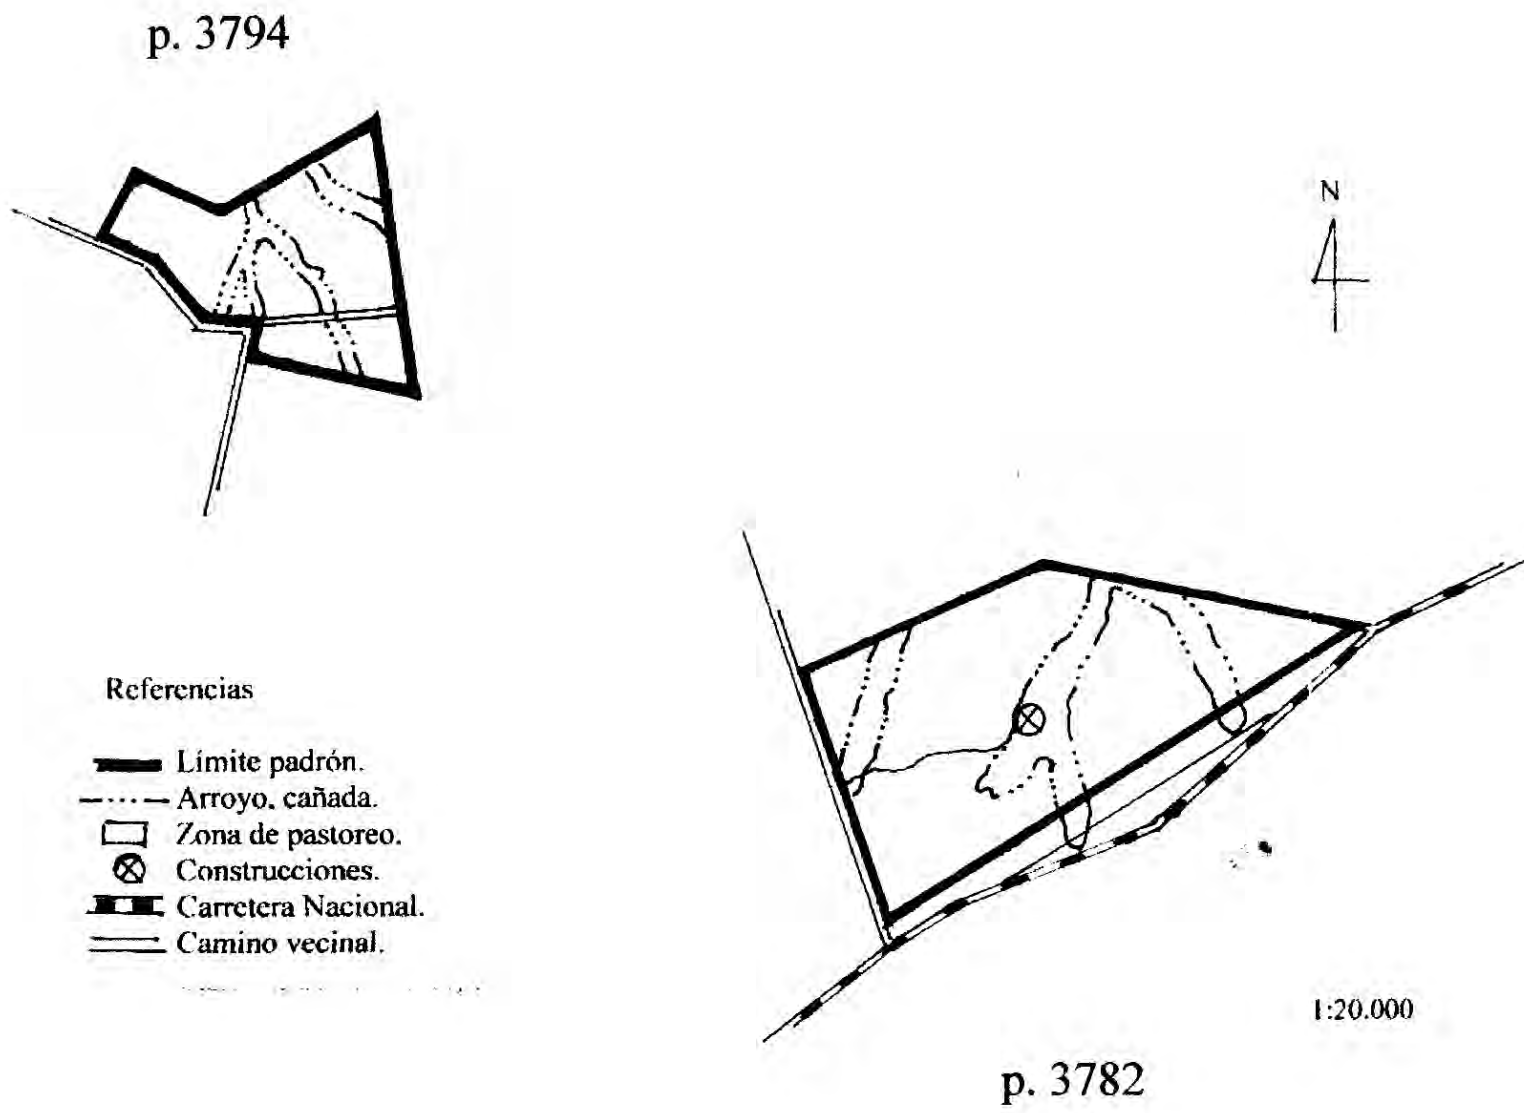 p. 3794
N
Referencias
Límite padrón.
Arroyo, cañada.
Zona de pastoreo.
Construcciones.
Carretera Nacional.
Camino vecinal.
1:20.000
p. 3782